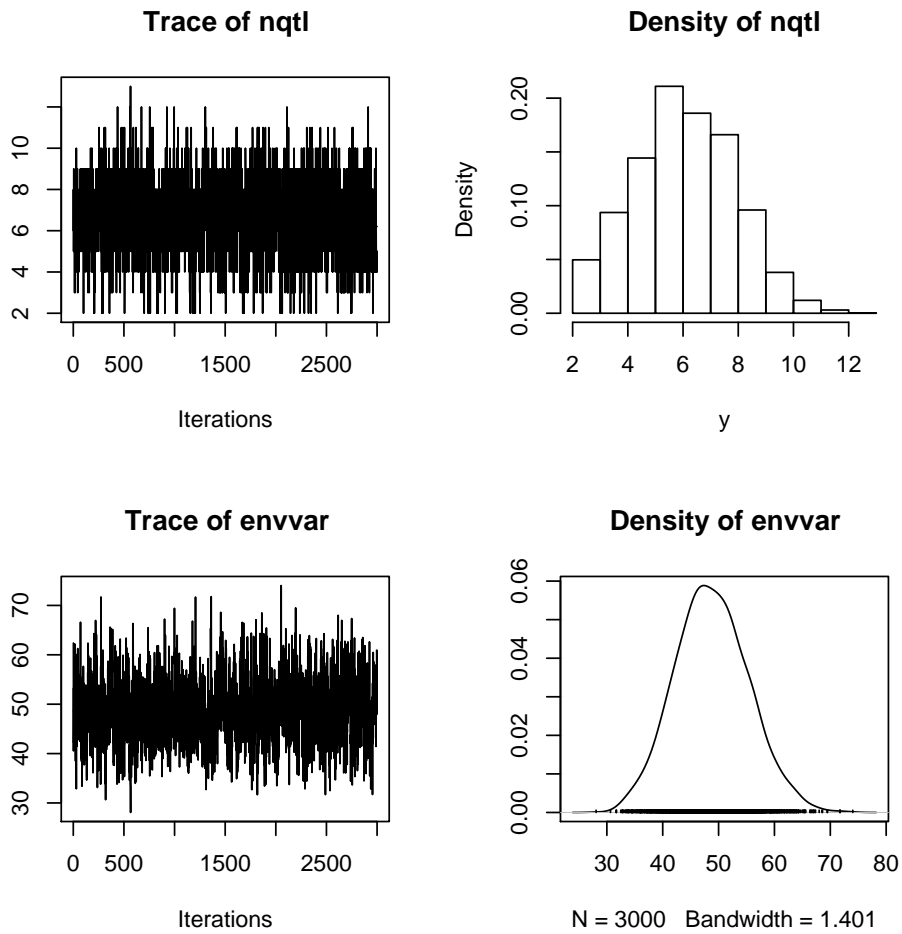 Trace of nqtl
2 4 6 8 10
0 500 1500 2500
Iterations
Density of nqtl
Density
0.00 0.10 0.20
2 4 6 8 10 12
y
Trace of envvar
30 40 50 60 70
0 500 1500 2500
Iterations
Density of envvar
0.00 0.02 0.04 0.06
30 40 50 60 70 80
N = 3000 Bandwidth = 1.401